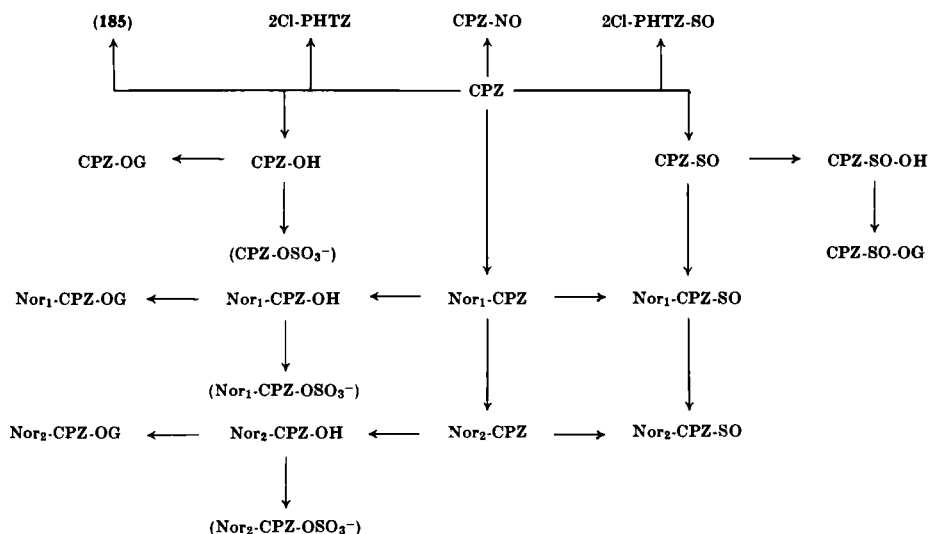 (185) 2Cl-PHTZ CPZ-NO 2Cl-PHTZ-SO
CPZ
CPZ-OG CPZ-OH CPZ-SO CPZ-SO-OH
(CPZ-OSO₃⁻) CPZ-SO-OG
Nor₁-CPZ-OG Nor₁-CPZ-OH Nor₁-CPZ Nor₁-CPZ-SO
(Nor₁-CPZ-OSO₃⁻)
Nor₂-CPZ-OG Nor₂-CPZ-OH Nor₂-CPZ Nor₂-CPZ-SO
(Nor₂-CPZ-OSO₃⁻)